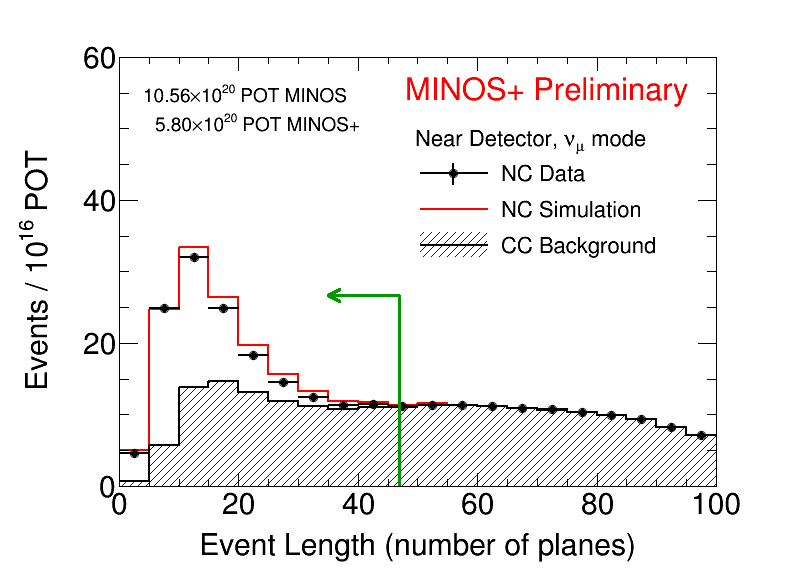 60
40
20
0
0 20 40 60 80 100
Events / 10¹⁶ POT
Event Length (number of planes)
10.56×10²⁰ POT MINOS
5.80×10²⁰ POT MINOS+
MINOS+ Preliminary
Near Detector, νμ mode
NC Data
NC Simulation
CC Background